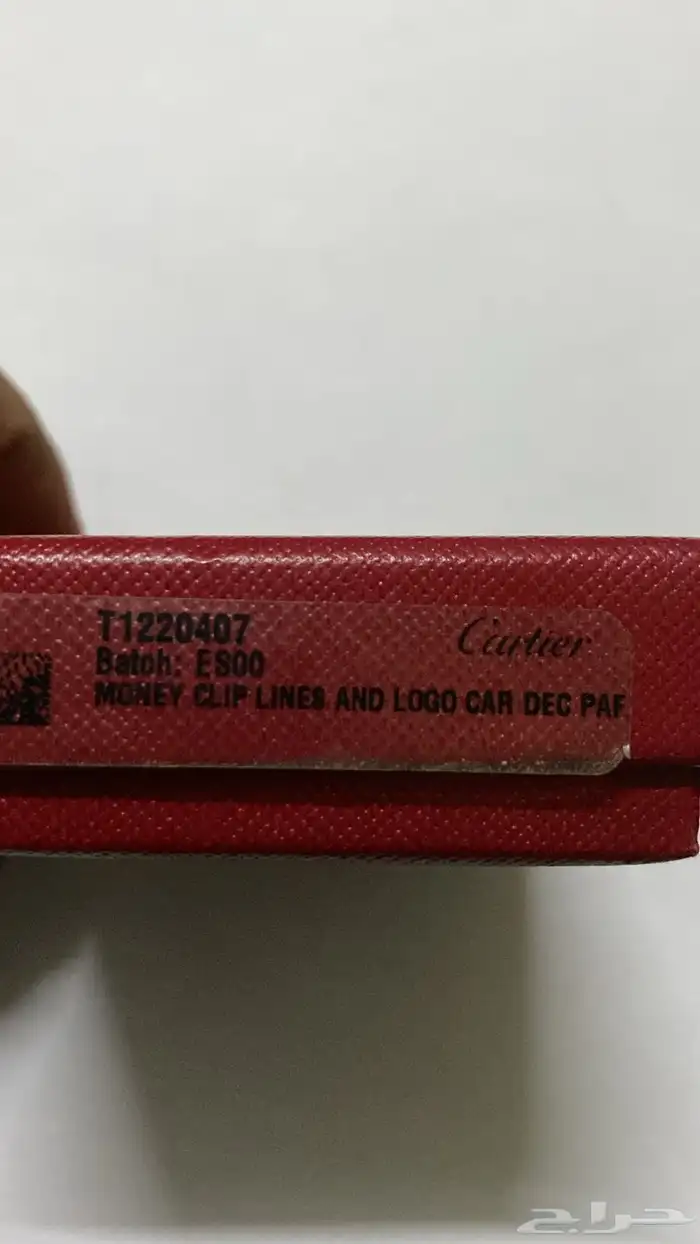 T1220407
Cartier
Batch: ES00
MONEY CLIP LINES AND LOGO CAR DEC PAF
حراج